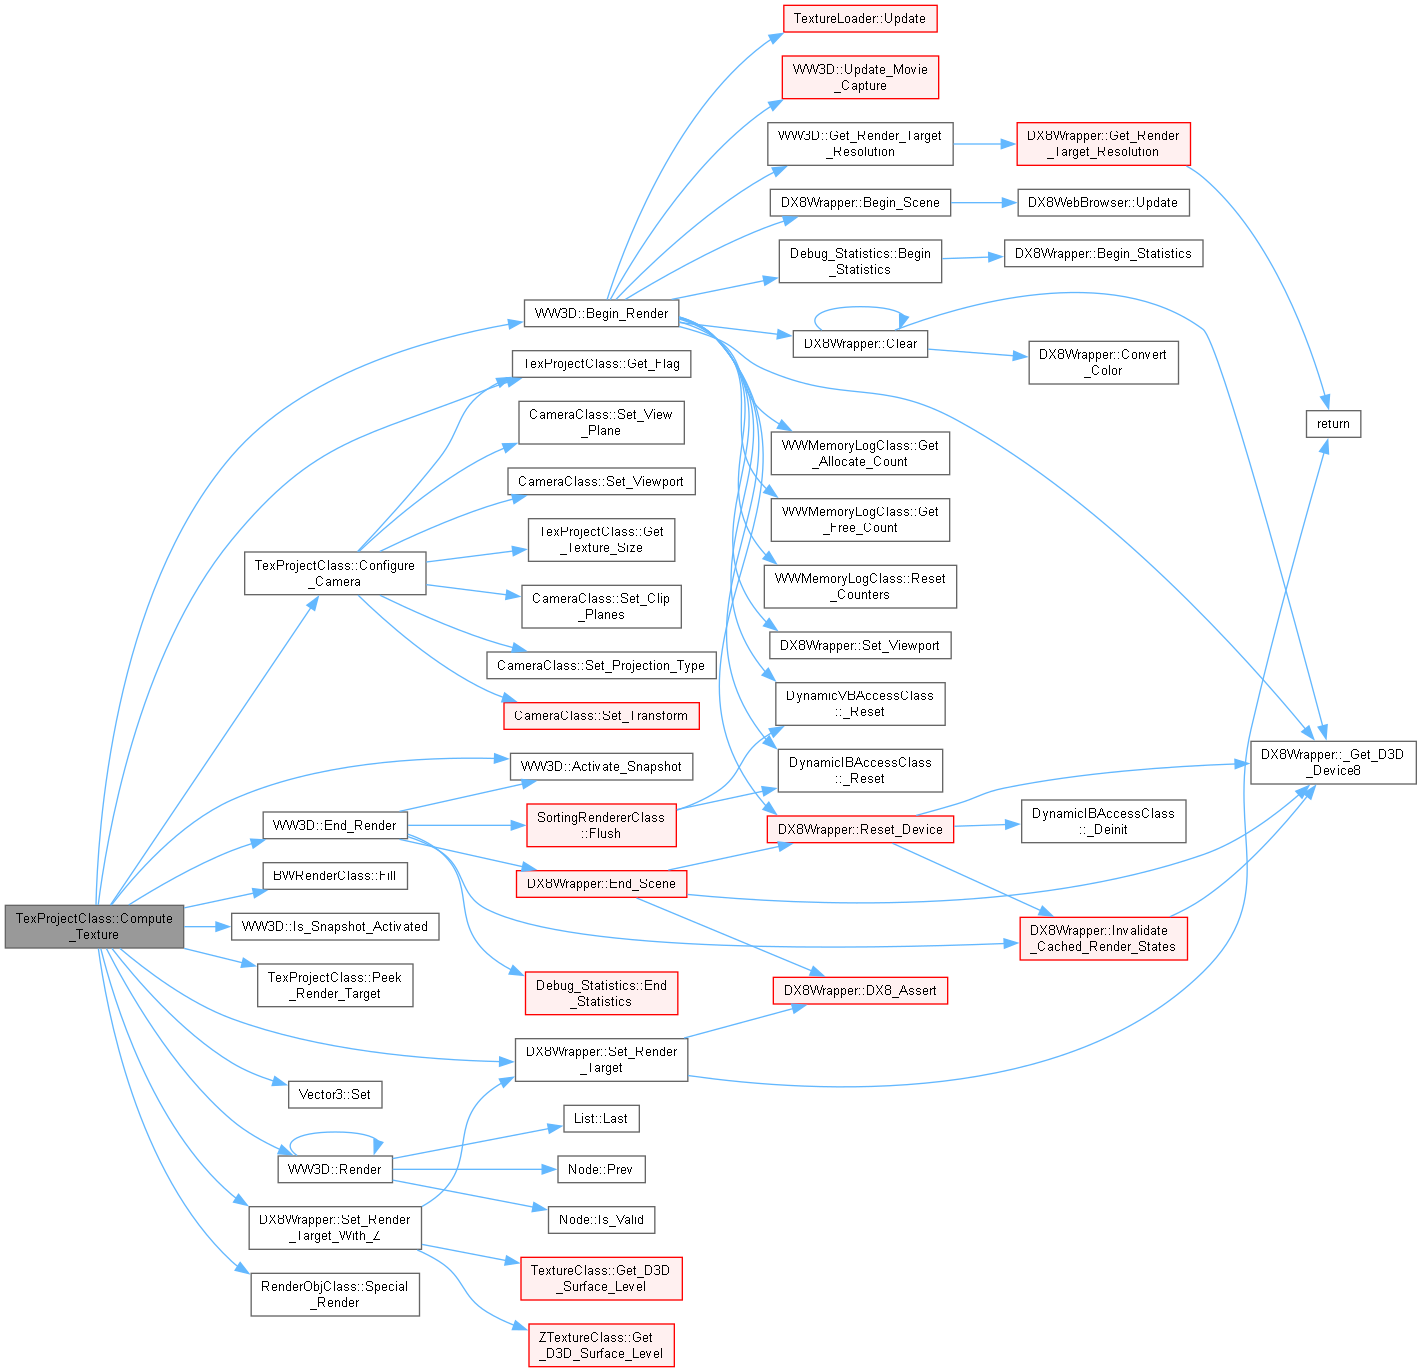 TextureLoader::Update
WW3D::Update_Movie
_Capture
WW3D::Get_Render_Target
_Resolution
DX8Wrapper::Get_Render
_Target_Resolution
DX8Wrapper::Begin_Scene
DX8WebBrowser::Update
Debug_Statistics::Begin
_Statistics
DX8Wrapper::Begin_Statistics
WW3D::Begin_Render
DX8Wrapper::Clear
DX8Wrapper::Convert
_Color
TexProjectClass::Get_Flag
CameraClass::Set_View
_Plane
return
WWMemoryLogClass::Get
_Allocate_Count
CameraClass::Set_Viewport
WWMemoryLogClass::Get
_Free_Count
TexProjectClass::Get
_Texture_Size
TexProjectClass::Configure
_Camera
WWMemoryLogClass::Reset
_Counters
CameraClass::Set_Clip
_Planes
DX8Wrapper::Set_Viewport
CameraClass::Set_Projection_Type
DynamicVBAccessClass
::_Reset
CameraClass::Set_Transform
WW3D::Activate_Snapshot
DynamicIBAccessClass
::_Reset
DX8Wrapper::_Get_D3D
_Device8
WW3D::End_Render
SortingRendererClass
::Flush
DX8Wrapper::Reset_Device
DynamicIBAccessClass
::_Deinit
BWRenderClass::Fill
DX8Wrapper::End_Scene
TexProjectClass::Compute
_Texture
WW3D::Is_Snapshot_Activated
DX8Wrapper::Invalidate
_Cached_Render_States
TexProjectClass::Peek
_Render_Target
Debug_Statistics::End
_Statistics
DX8Wrapper::DX8_Assert
DX8Wrapper::Set_Render
_Target
Vector3::Set
List::Last
WW3D::Render
Node::Prev
Node::Is_Valid
DX8Wrapper::Set_Render
_Target_With_Z
TextureClass::Get_D3D
_Surface_Level
RenderObjClass::Special
_Render
ZTextureClass::Get
_D3D_Surface_Level